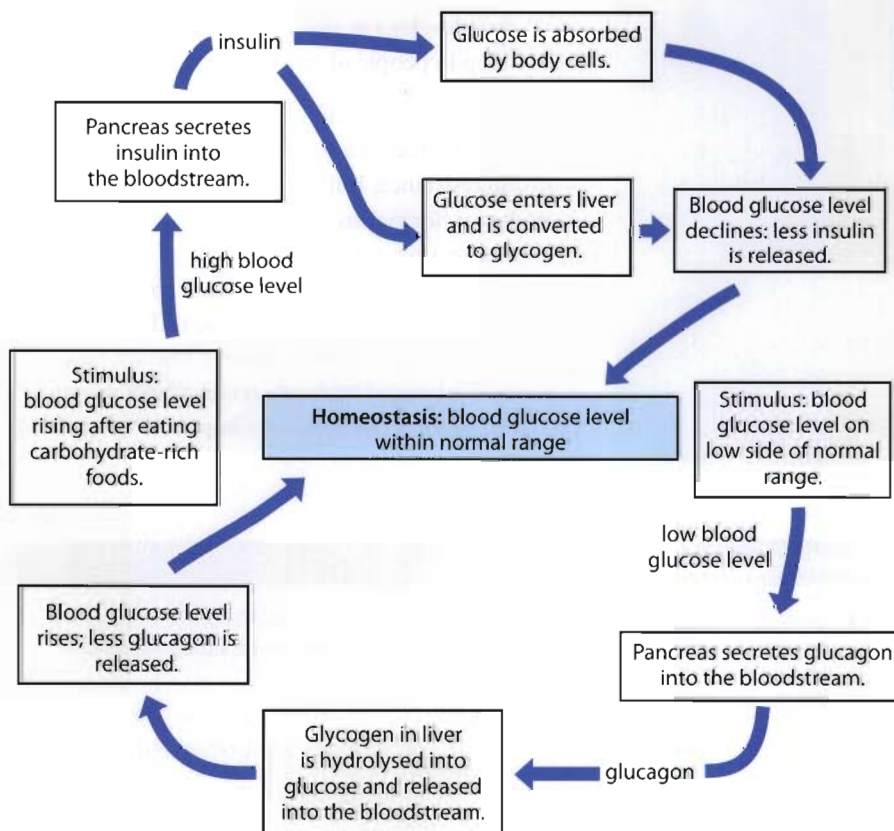 insulin
Glucose is absorbed
by body cells.
Pancreas secretes
insulin into
the bloodstream.
Glucose enters liver
and is converted
to glycogen.
Blood glucose level
declines: less insulin
is released.
high blood
glucose level
Stimulus:
blood glucose level
rising after eating
carbohydrate-rich
foods.
Homeostasis: blood glucose level
within normal range
Stimulus: blood
glucose level on
low side of normal
range.
low blood
glucose level
Blood glucose level
rises; less glucagon is
released.
Pancreas secretes glucagon
into the bloodstream.
Glycogen in liver
is hydrolysed into
glucose and released
into the bloodstream.
glucagon